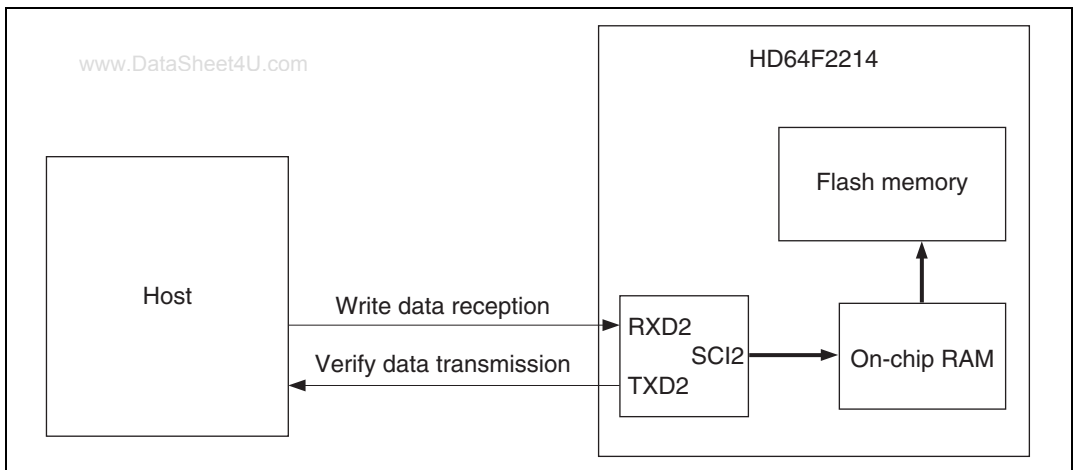 www.DataSheet4U.com
HD64F2214
Flash memory
Host
Write data reception
Verify data transmission
RXD2
SCI2
TXD2
On-chip RAM